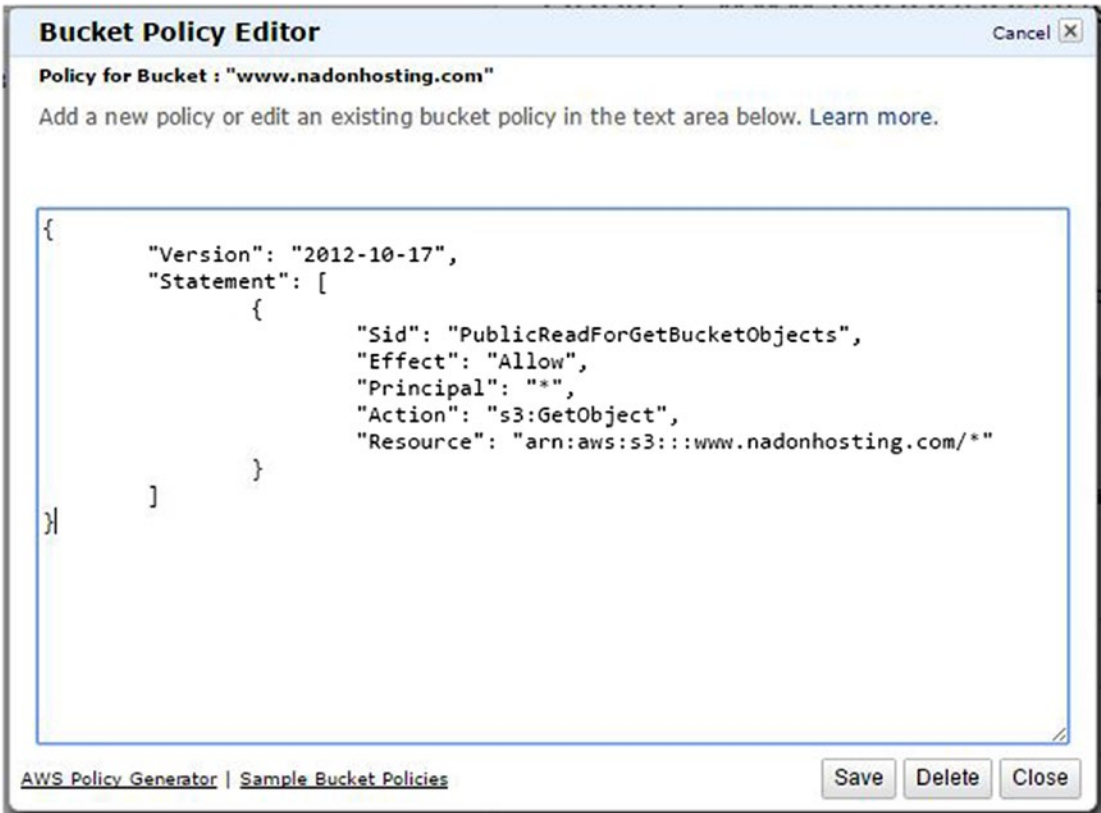 Bucket Policy Editor
Cancel
Policy for Bucket : "www.nadonhosting.com"
Add a new policy or edit an existing bucket policy in the text area below. Learn more.
{
"Version": "2012-10-17",
"Statement": [
{
"Sid": "PublicReadForGetBucketObjects",
"Effect": "Allow",
"Principal": "*",
"Action": "s3:GetObject",
"Resource": "arn:aws:s3:::www.nadonhosting.com/*"
}
]
}
AWS Policy Generator | Sample Bucket Policies
Save Delete Close